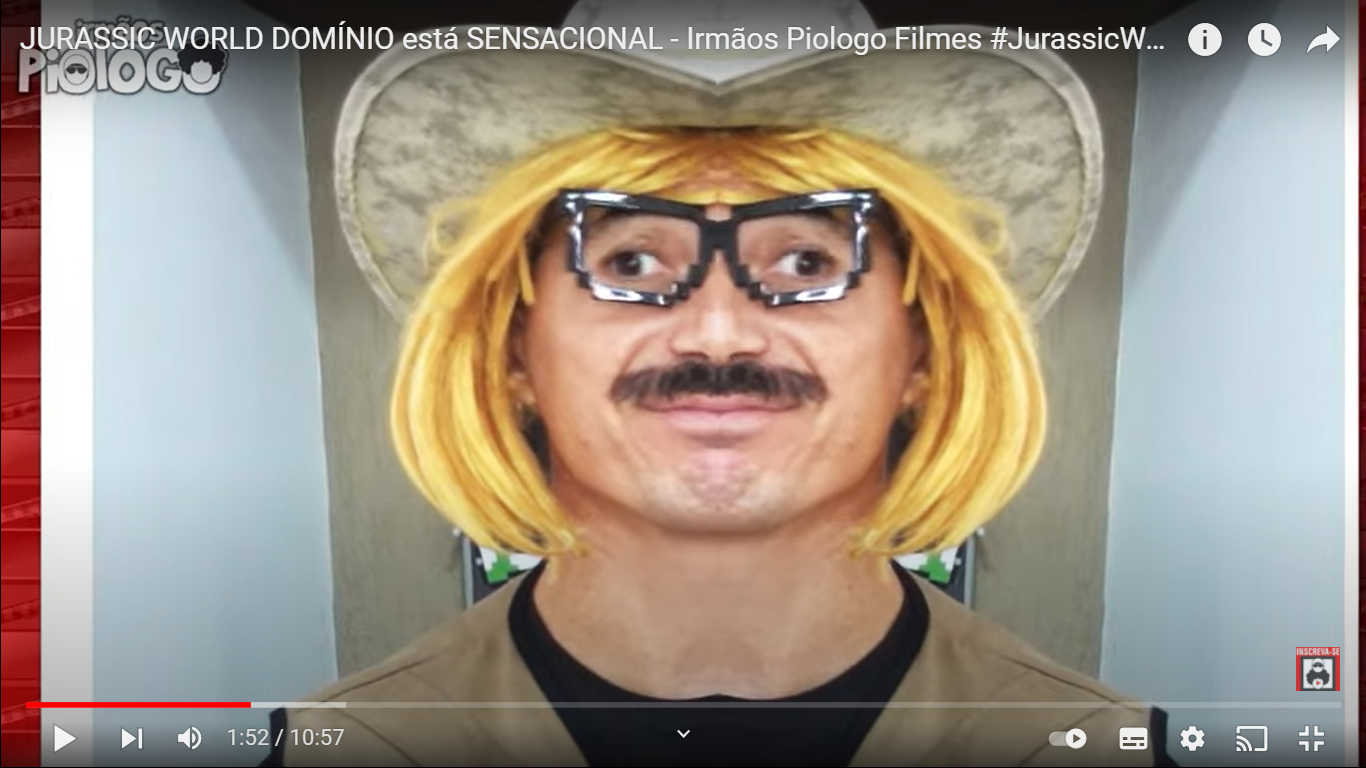 JURASSIC WORLD DOMÍNIO está SENSACIONAL - Irmãos Piologo Filmes #JurassicW...
IRMÃOS
PiOLOGO
INSCREVA-SE
1:52 / 10:57